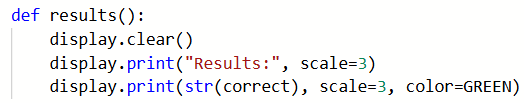 def results():
    display.clear()
    display.print("Results:", scale=3)
    display.print(str(correct), scale=3, color=GREEN)